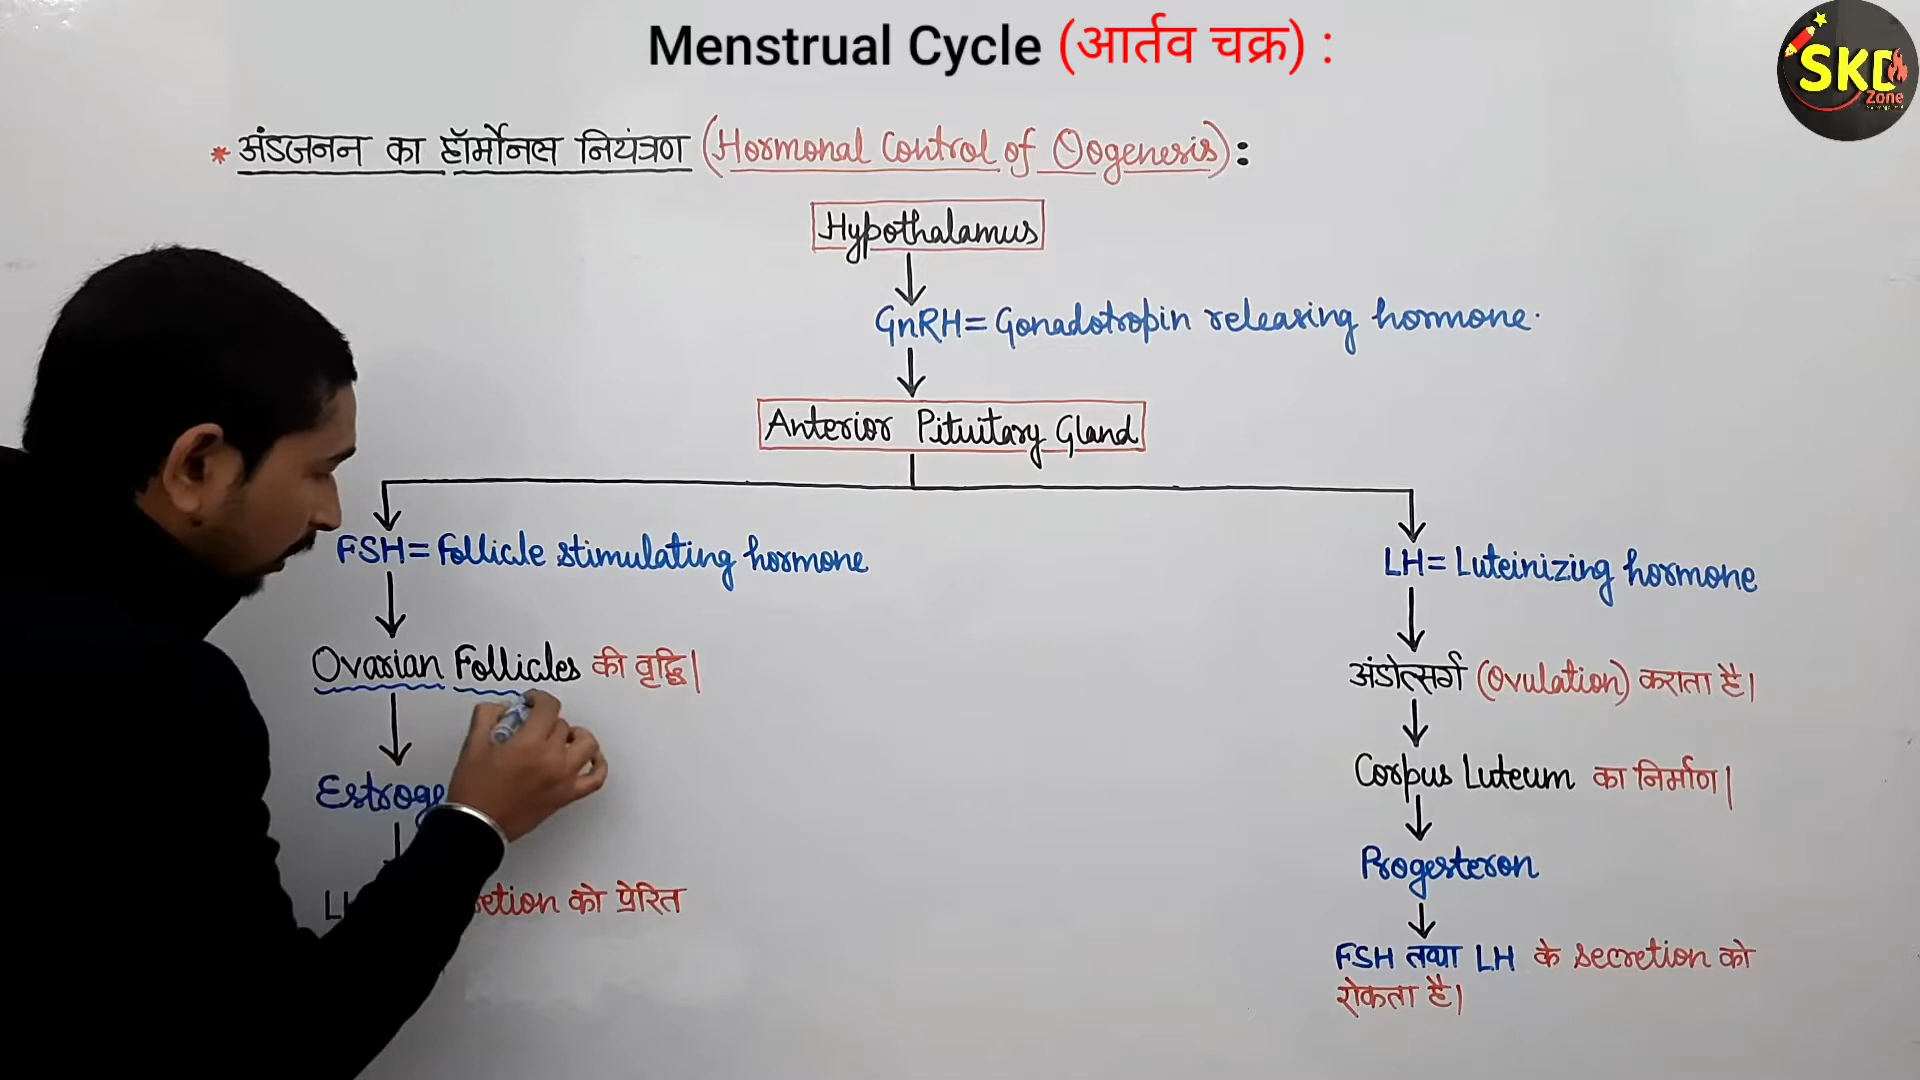 Menstrual Cycle (आर्तव चक्र) :
SKD
Zone
* अंडजनन का हॉर्मोनल नियंत्रण (Hormonal Control of Oogenesis):
Hypothalamus
GnRH = Gonadotropin releasing hormone.
Anterior Pituitary Gland
FSH = Follicle stimulating hormone
LH = Luteinizing hormone
Ovarian Follicles की वृद्धि।
अंडोत्सर्ग (Ovulation) कराता है।
Corpus Luteum का निर्माण।
Progesteron
को प्रेरित
FSH तथा LH के secretion को
रोकता है।